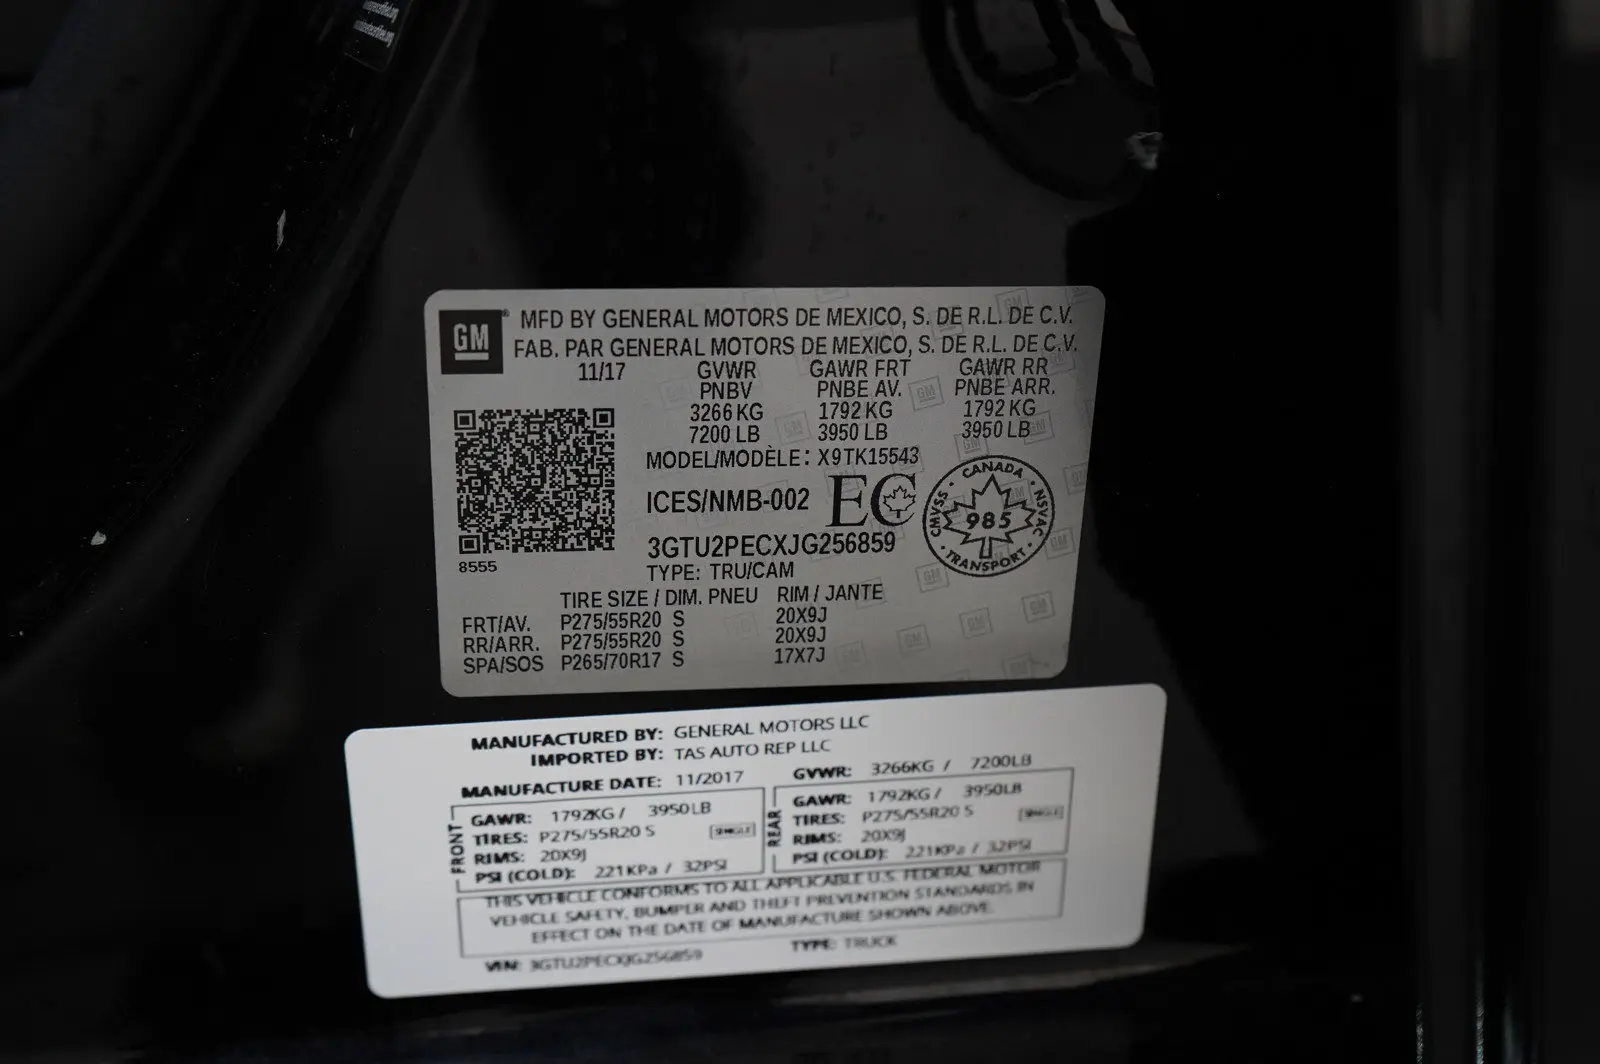 GM® MFD BY GENERAL MOTORS DE MEXICO, S. DE R.L. DE C.V.
FAB. PAR GENERAL MOTORS DE MEXICO, S. DE R.L. DE C.V.
11/17 GVWR GAWR FRT GAWR RR
PNBV PNBE AV. PNBE ARR.
3266 KG 1792 KG 1792 KG
7200 LB 3950 LB 3950 LB
MODEL/MODÈLE: X9TK15543
ICES/NMB-002 EC
CANADA
CMVSS 985 NSVAC
TRANSPORT
3GTU2PECXJG256859
8555 TYPE: TRU/CAM
TIRE SIZE / DIM. PNEU RIM / JANTE
FRT/AV. P275/55R20 S 20X9J
RR/ARR. P275/55R20 S 20X9J
SPA/SOS P265/70R17 S 17X7J
MANUFACTURED BY: GENERAL MOTORS LLC
IMPORTED BY: TAS AUTO REP LLC
MANUFACTURE DATE: 11/2017 GVWR: 3266KG / 7200LB
FRONT
GAWR: 1792KG / 3950LB
TIRES: P275/55R20 S SINGLE
RIMS: 20X9J
PSI (COLD): 221KPa / 32PSI
REAR
GAWR: 1792KG / 3950LB
TIRES: P275/55R20 S SINGLE
RIMS: 20X9J
PSI (COLD): 221KPa / 32PSI
THIS VEHICLE CONFORMS TO ALL APPLICABLE U.S. FEDERAL MOTOR
VEHICLE SAFETY, BUMPER AND THEFT PREVENTION STANDARDS IN
EFFECT ON THE DATE OF MANUFACTURE SHOWN ABOVE.
VIN: 3GTU2PECXJG256859 TYPE: TRUCK